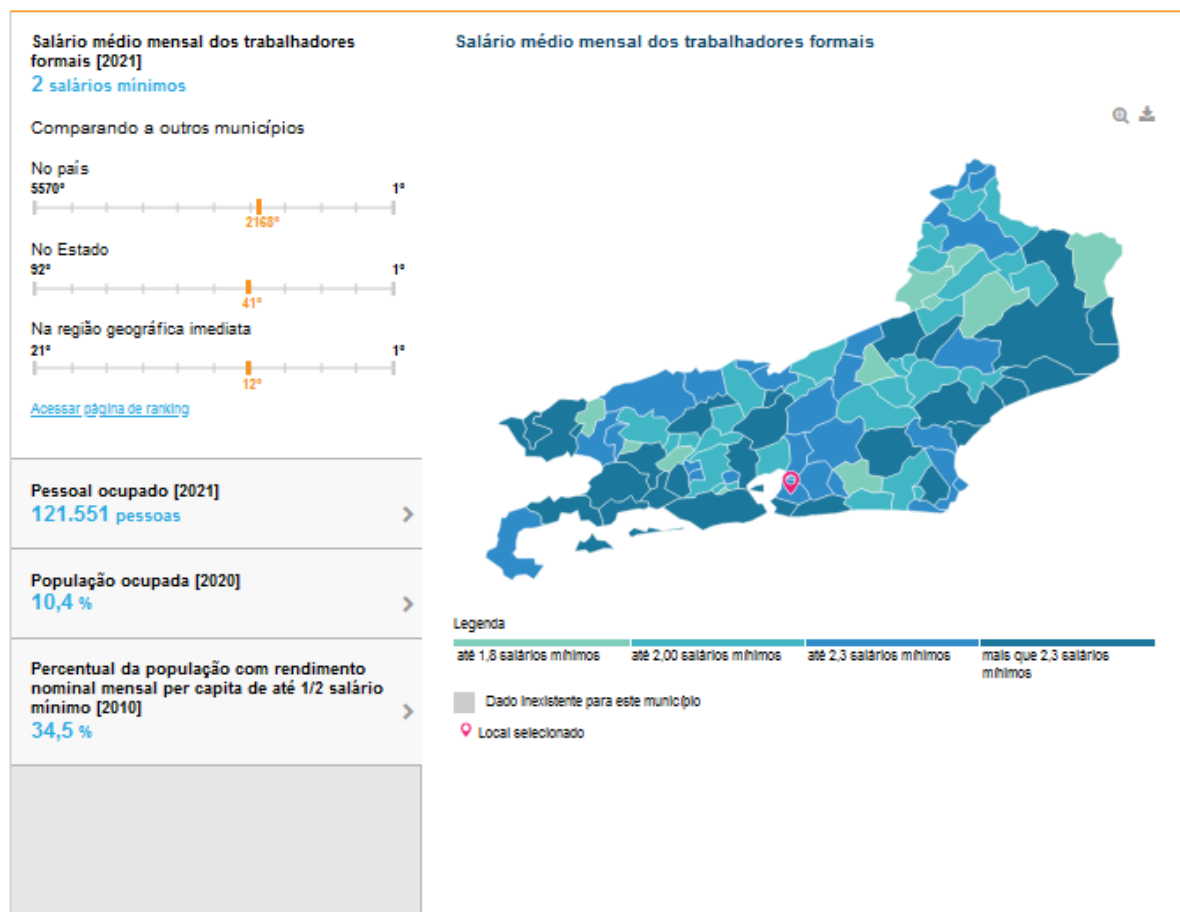 Salário médio mensal dos trabalhadores
formais [2021]
2 salários mínimos
Comparando a outros municípios
No país
5570º
1º
2168º
No Estado
92º
1º
41º
Na região geográfica imediata
21º
1º
12º
Acessar página de ranking
Pessoal ocupado [2021]
121.551 pessoas
População ocupada [2020]
10,4 %
Percentual da população com rendimento
nominal mensal per capita de até 1/2 salário
mínimo [2010]
34,5 %
Salário médio mensal dos trabalhadores formais
Legenda
até 1,8 salários mínimos
até 2,00 salários mínimos
até 2,3 salários mínimos
mais que 2,3 salários
mínimos
Dado inexistente para este município
Local selecionado